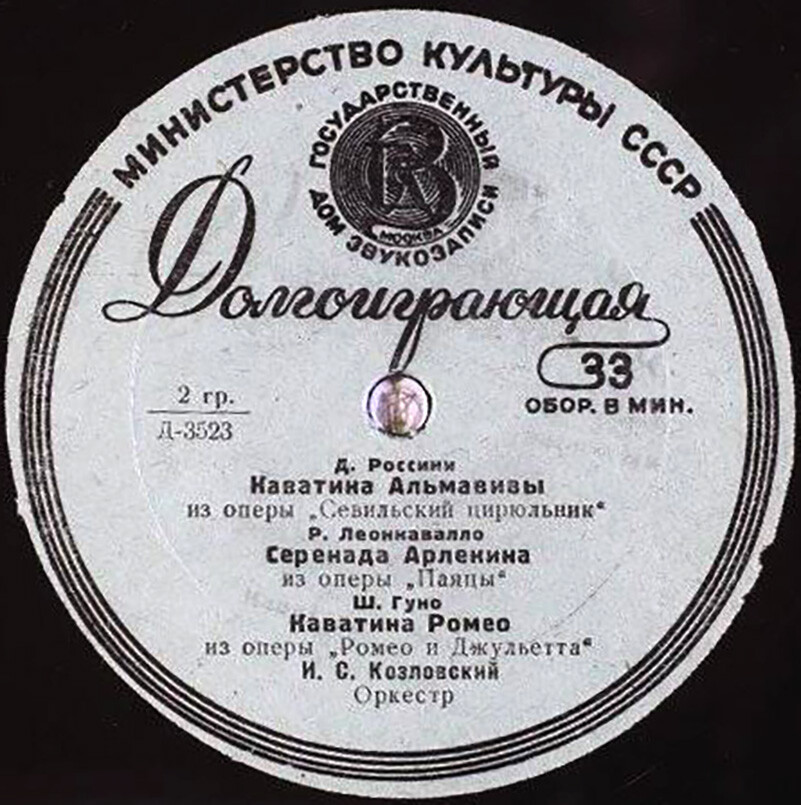 МИНИСТЕРСТВО КУЛЬТУРЫ СССР
ГОСУДАРСТВЕННЫЙ
ДОМ ЗВУКОЗАПИСИ
МОСКВА
Долгоиграющая
33
ОБОР. В МИН.
2 гр.
Д-3523
Д. Россини
Каватина Альмавивы
из оперы „Севильский цирюльник“
Р. Леонкавалло
Серенада Арлекина
из оперы „Паяцы“
Ш. Гуно
Каватина Ромео
из оперы „Ромео и Джульетта“
И. С. Козловский
Оркестр